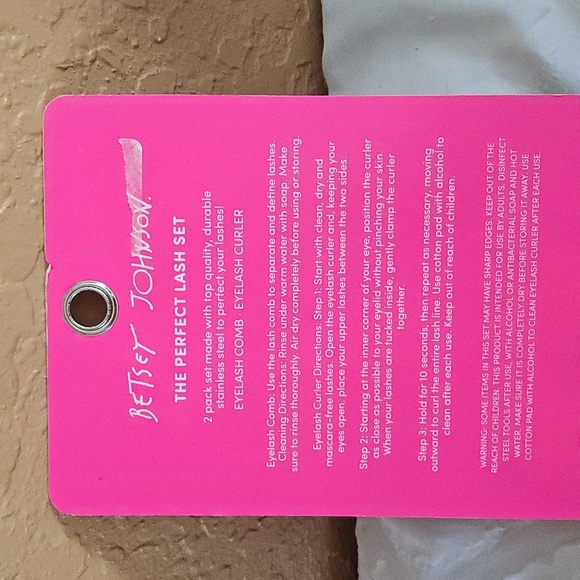 BETSEY JOHNSON.
THE PERFECT LASH SET
2 pack set made with top quality, durable
stainless steel to perfect your lashes!
EYELASH COMB · EYELASH CURLER
Eyelash Comb: Use the lash comb to separate and define lashes.
Cleaning Directions: Rinse under warm water with soap. Make
sure to rinse thoroughly. Air dry completely before using or storing.
Eyelash Curler Directions: Step 1: Start with clean, dry and
mascara-free lashes. Open the eyelash curler and, keeping your
eyes open, place your upper lashes between the two sides.
Step 2: Starting at the inner corner of your eye, position the curler
as close as possible to your eyelid without pinching your skin.
When your lashes are tucked inside, gently clamp the curler
together.
Step 3: Hold for 10 seconds, then repeat as necessary, moving
outward to curl the entire lash line. Use cotton pad with alcohol to
clean after each use. Keep out of reach of children.
WARNING: SOME ITEMS IN THIS SET MAY HAVE SHARP EDGES. KEEP OUT OF THE
REACH OF CHILDREN. THIS PRODUCT IS INTENDED FOR USE BY ADULTS. DISINFECT
STEEL TOOLS AFTER USE, WITH ALCOHOL OR ANTIBACTERIAL SOAP AND HOT
WATER. MAKE SURE IT IS COMPLETELY DRY BEFORE STORING IT AWAY. USE
COTTON PAD WITH ALCOHOL TO CLEAN EYELASH CURLER AFTER EACH USE.